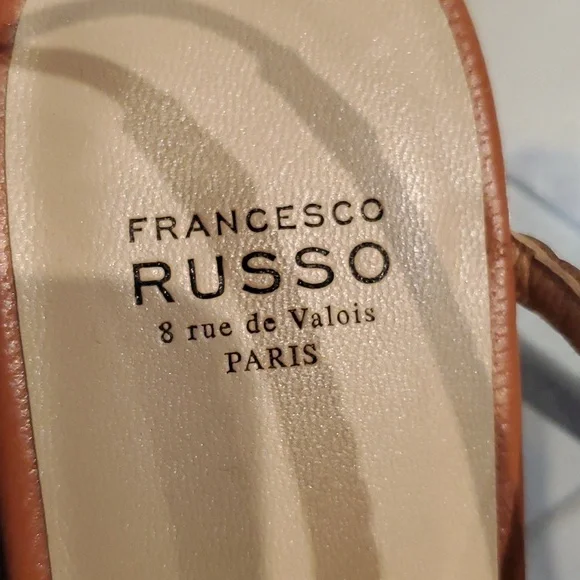 FRANCESCO
RUSSO
8 rue de Valois
PARIS